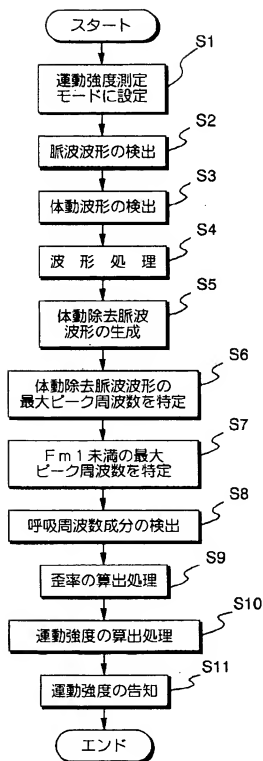 スタート
S1
運動強度測定
モードに設定
S2
脈波波形の検出
S3
体動波形の検出
S4
波 形 処 理
S5
体動除去脈波
波形の生成
S6
体動除去脈波波形の
最大ピーク周波数を特定
S7
Ｆｍ１未満の最大
ピーク周波数を特定
S8
呼吸周波数成分の検出
S9
歪率の算出処理
S10
運動強度の算出処理
S11
運動強度の告知
エンド